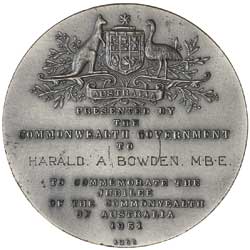 AUSTRALIA
PRESENTED BY
THE
COMMONWEALTH GOVERNMENT
TO
HARALD. A. BOWDEN. M·B·E.
TO COMMEMORATE THE
JUBILEE
OF THE COMMONWEALTH
OF AUSTRALIA
1951